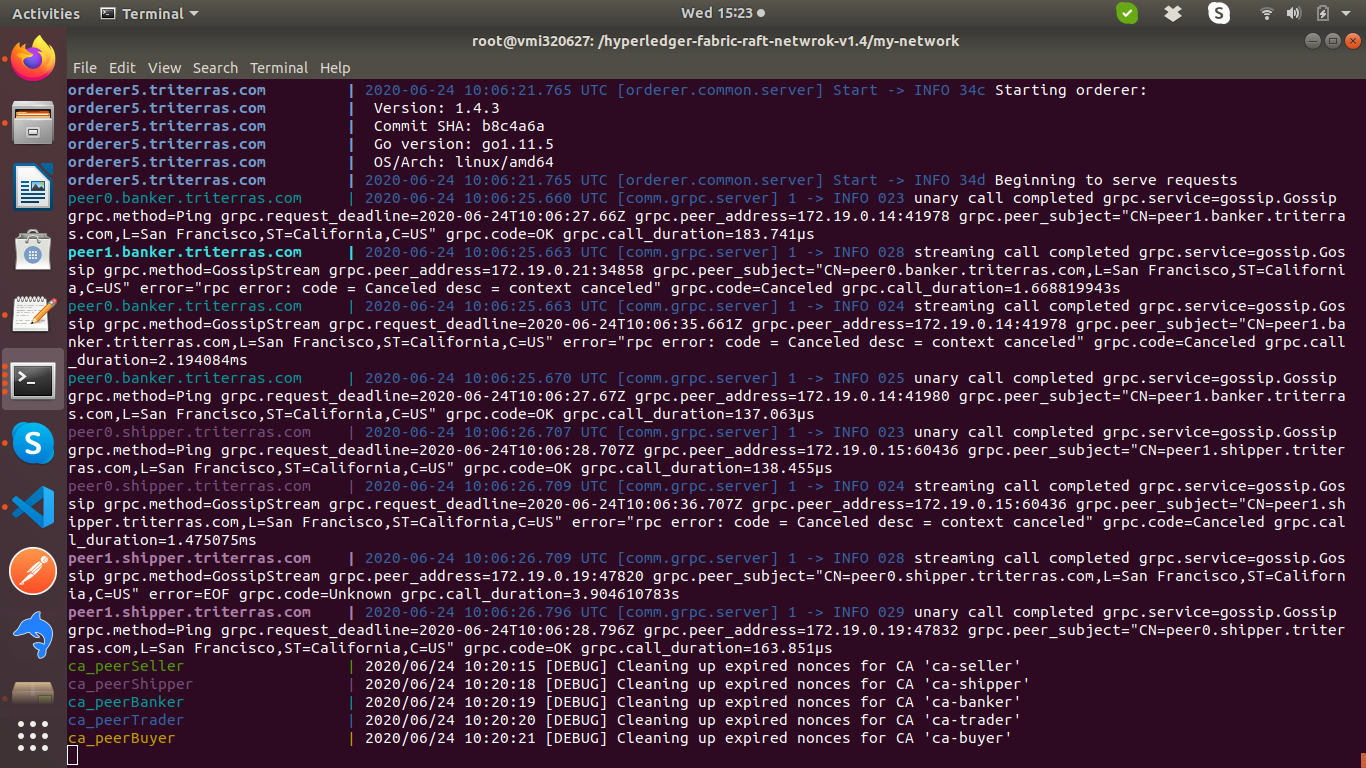 Activities Terminal Wed 15:23
root@vmi320627: /hyperledger-fabric-raft-netwrok-v1.4/my-network
File Edit View Search Terminal Help
orderer5.triterras.com | 2020-06-24 10:06:21.765 UTC [orderer.common.server] Start -> INFO 34c Starting orderer:
orderer5.triterras.com | Version: 1.4.3
orderer5.triterras.com | Commit SHA: b8c4a6a
orderer5.triterras.com | Go version: go1.11.5
orderer5.triterras.com | OS/Arch: linux/amd64
orderer5.triterras.com | 2020-06-24 10:06:21.765 UTC [orderer.common.server] Start -> INFO 34d Beginning to serve requests
peer0.banker.triterras.com | 2020-06-24 10:06:25.660 UTC [comm.grpc.server] 1 -> INFO 023 unary call completed grpc.service=gossip.Gossip
grpc.method=Ping grpc.request_deadline=2020-06-24T10:06:27.66Z grpc.peer_address=172.19.0.14:41978 grpc.peer_subject="CN=peer1.banker.triterra
s.com,L=San Francisco,ST=California,C=US" grpc.code=OK grpc.call_duration=183.741µs
peer1.banker.triterras.com | 2020-06-24 10:06:25.663 UTC [comm.grpc.server] 1 -> INFO 028 streaming call completed grpc.service=gossip.Gos
sip grpc.method=GossipStream grpc.peer_address=172.19.0.21:34858 grpc.peer_subject="CN=peer0.banker.triterras.com,L=San Francisco,ST=Californi
a,C=US" error="rpc error: code = Canceled desc = context canceled" grpc.code=Canceled grpc.call_duration=1.668819943s
peer0.banker.triterras.com | 2020-06-24 10:06:25.663 UTC [comm.grpc.server] 1 -> INFO 024 streaming call completed grpc.service=gossip.Gos
sip grpc.method=GossipStream grpc.request_deadline=2020-06-24T10:06:35.661Z grpc.peer_address=172.19.0.14:41978 grpc.peer_subject="CN=peer1.ba
nker.triterras.com,L=San Francisco,ST=California,C=US" error="rpc error: code = Canceled desc = context canceled" grpc.code=Canceled grpc.call
_duration=2.194084ms
peer0.banker.triterras.com | 2020-06-24 10:06:25.670 UTC [comm.grpc.server] 1 -> INFO 025 unary call completed grpc.service=gossip.Gossip
grpc.method=Ping grpc.request_deadline=2020-06-24T10:06:27.67Z grpc.peer_address=172.19.0.14:41980 grpc.peer_subject="CN=peer1.banker.triterra
s.com,L=San Francisco,ST=California,C=US" grpc.code=OK grpc.call_duration=137.063µs
peer0.shipper.triterras.com | 2020-06-24 10:06:26.707 UTC [comm.grpc.server] 1 -> INFO 023 unary call completed grpc.service=gossip.Gossip
grpc.method=Ping grpc.request_deadline=2020-06-24T10:06:28.707Z grpc.peer_address=172.19.0.15:60436 grpc.peer_subject="CN=peer1.shipper.triter
ras.com,L=San Francisco,ST=California,C=US" grpc.code=OK grpc.call_duration=138.455µs
peer0.shipper.triterras.com | 2020-06-24 10:06:26.709 UTC [comm.grpc.server] 1 -> INFO 024 streaming call completed grpc.service=gossip.Gos
sip grpc.method=GossipStream grpc.request_deadline=2020-06-24T10:06:36.707Z grpc.peer_address=172.19.0.15:60436 grpc.peer_subject="CN=peer1.sh
ipper.triterras.com,L=San Francisco,ST=California,C=US" error="rpc error: code = Canceled desc = context canceled" grpc.code=Canceled grpc.cal
l_duration=1.475075ms
peer1.shipper.triterras.com | 2020-06-24 10:06:26.709 UTC [comm.grpc.server] 1 -> INFO 028 streaming call completed grpc.service=gossip.Gos
sip grpc.method=GossipStream grpc.peer_address=172.19.0.19:47820 grpc.peer_subject="CN=peer0.shipper.triterras.com,L=San Francisco,ST=Californ
ia,C=US" error=EOF grpc.code=Unknown grpc.call_duration=3.904610783s
peer1.shipper.triterras.com | 2020-06-24 10:06:26.796 UTC [comm.grpc.server] 1 -> INFO 029 unary call completed grpc.service=gossip.Gossip
grpc.method=Ping grpc.request_deadline=2020-06-24T10:06:28.796Z grpc.peer_address=172.19.0.19:47832 grpc.peer_subject="CN=peer0.shipper.triter
ras.com,L=San Francisco,ST=California,C=US" grpc.code=OK grpc.call_duration=163.851µs
ca_peerSeller | 2020/06/24 10:20:15 [DEBUG] Cleaning up expired nonces for CA 'ca-seller'
ca_peerShipper | 2020/06/24 10:20:18 [DEBUG] Cleaning up expired nonces for CA 'ca-shipper'
ca_peerBanker | 2020/06/24 10:20:19 [DEBUG] Cleaning up expired nonces for CA 'ca-banker'
ca_peerTrader | 2020/06/24 10:20:20 [DEBUG] Cleaning up expired nonces for CA 'ca-trader'
ca_peerBuyer | 2020/06/24 10:20:21 [DEBUG] Cleaning up expired nonces for CA 'ca-buyer'